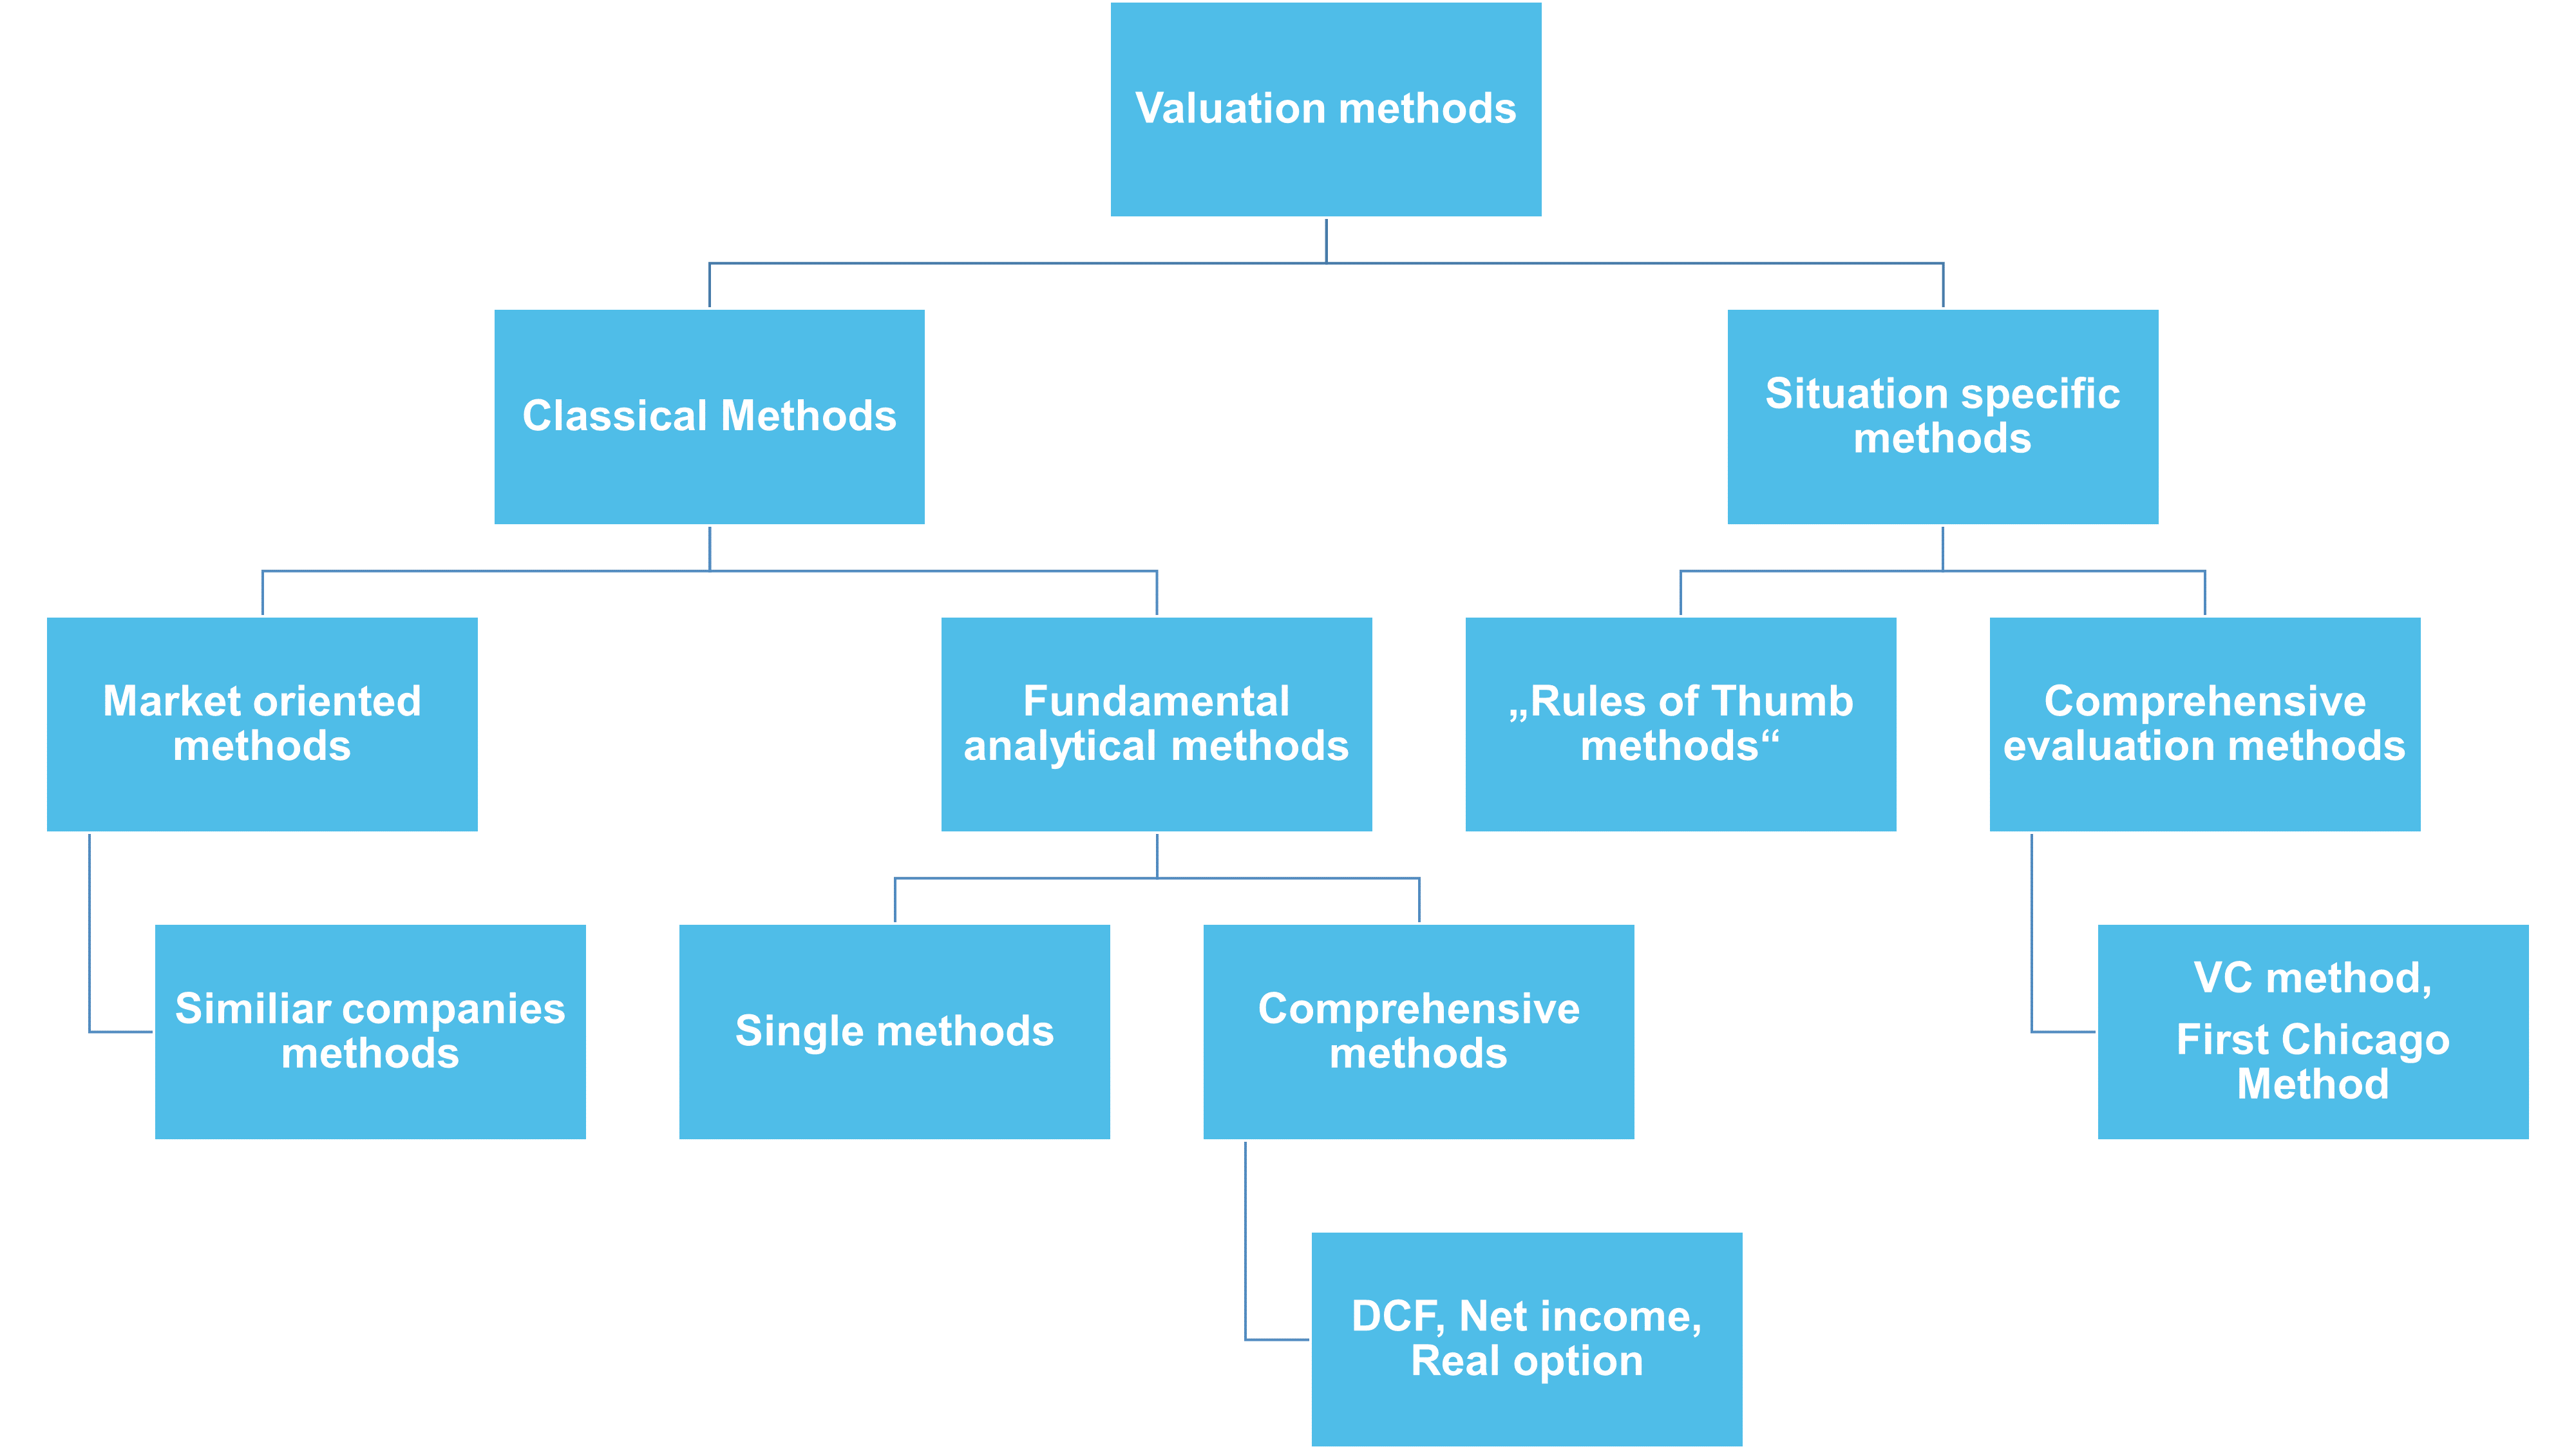 Valuation methods
Classical Methods
Situation specific
methods
Market oriented
methods
Fundamental
analytical methods
„Rules of Thumb
methods“
Comprehensive
evaluation methods
Similiar companies
methods
Single methods
Comprehensive
methods
VC method,
First Chicago
Method
DCF, Net income,
Real option